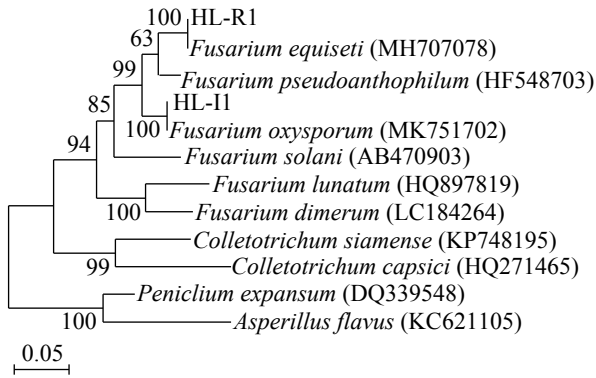 100 HL-R1
63
Fusarium equiseti (MH707078)
99
Fusarium pseudoanthophilum (HF548703)
85
HL-I1
100 Fusarium oxysporum (MK751702)
94
Fusarium solani (AB470903)
Fusarium lunatum (HQ897819)
100
Fusarium dimerum (LC184264)
Colletotrichum siamense (KP748195)
99
Colletotrichum capsici (HQ271465)
Peniclium expansum (DQ339548)
100
Asperillus flavus (KC621105)
0.05